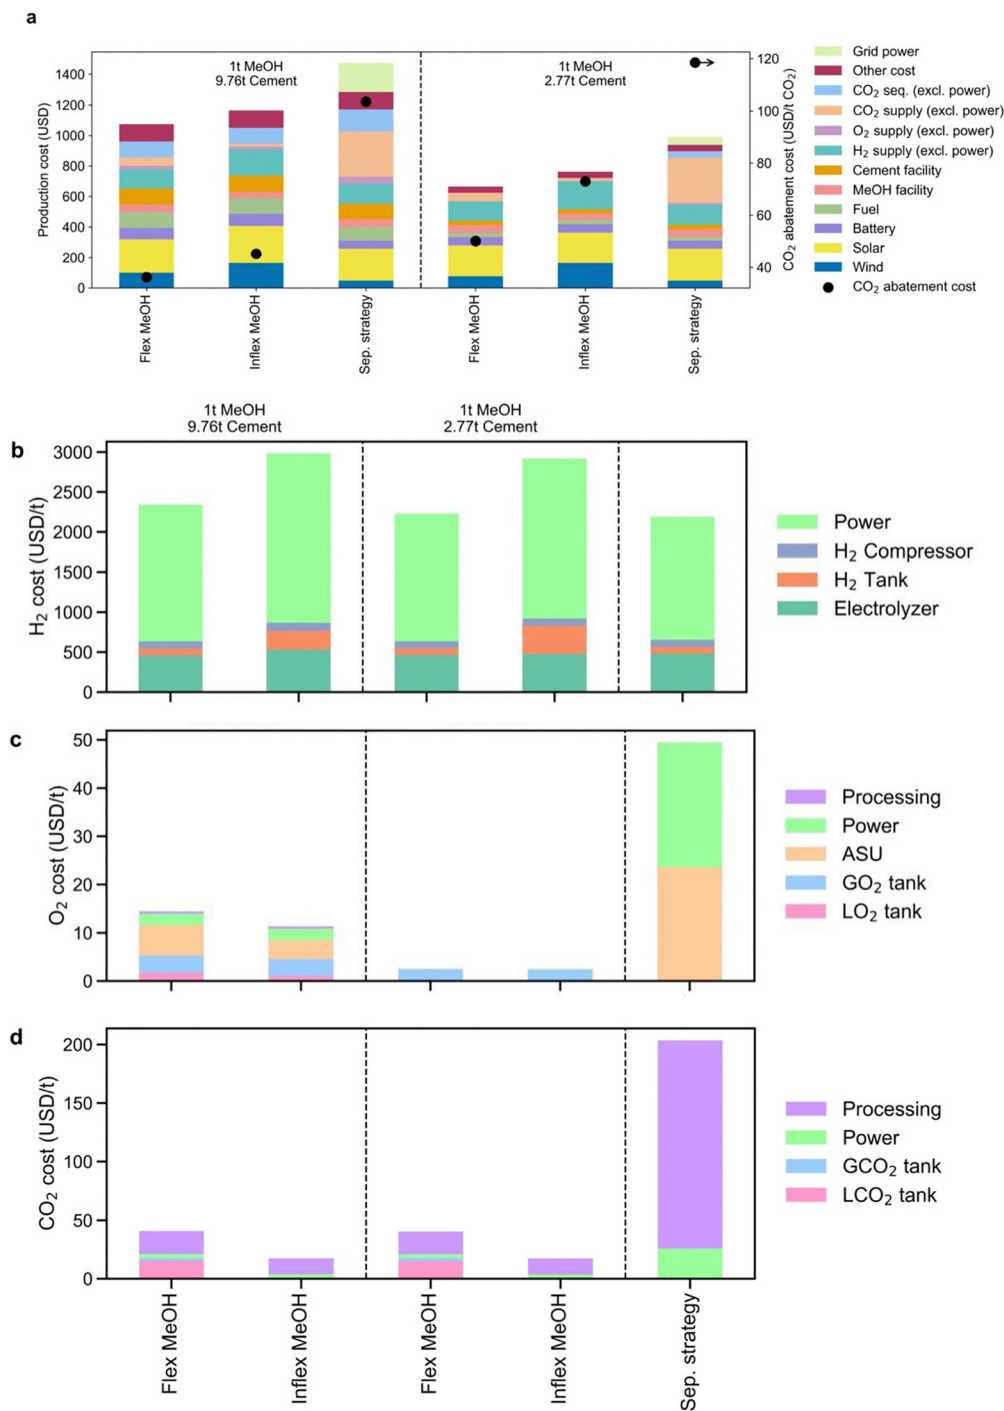 a
1t MeOH
9.76t Cement
1t MeOH
2.77t Cement
Production cost (USD)
1400
1200
1000
800
600
400
200
0
120
100
80
60
40
CO2 abatement cost (USD/t CO2)
Flex MeOH
Inflex MeOH
Sep. strategy
Flex MeOH
Inflex MeOH
Sep. strategy
Grid power
Other cost
CO2 seq. (excl. power)
CO2 supply (excl. power)
O2 supply (excl. power)
H2 supply (excl. power)
Cement facility
MeOH facility
Fuel
Battery
Solar
Wind
CO2 abatement cost
1t MeOH
9.76t Cement
1t MeOH
2.77t Cement
b
H2 cost (USD/t)
3000
2500
2000
1500
1000
500
0
Power
H2 Compressor
H2 Tank
Electrolyzer
c
O2 cost (USD/t)
50
40
30
20
10
0
Processing
Power
ASU
GO2 tank
LO2 tank
d
CO2 cost (USD/t)
200
150
100
50
0
Processing
Power
GCO2 tank
LCO2 tank
Flex MeOH
Inflex MeOH
Flex MeOH
Inflex MeOH
Sep. strategy